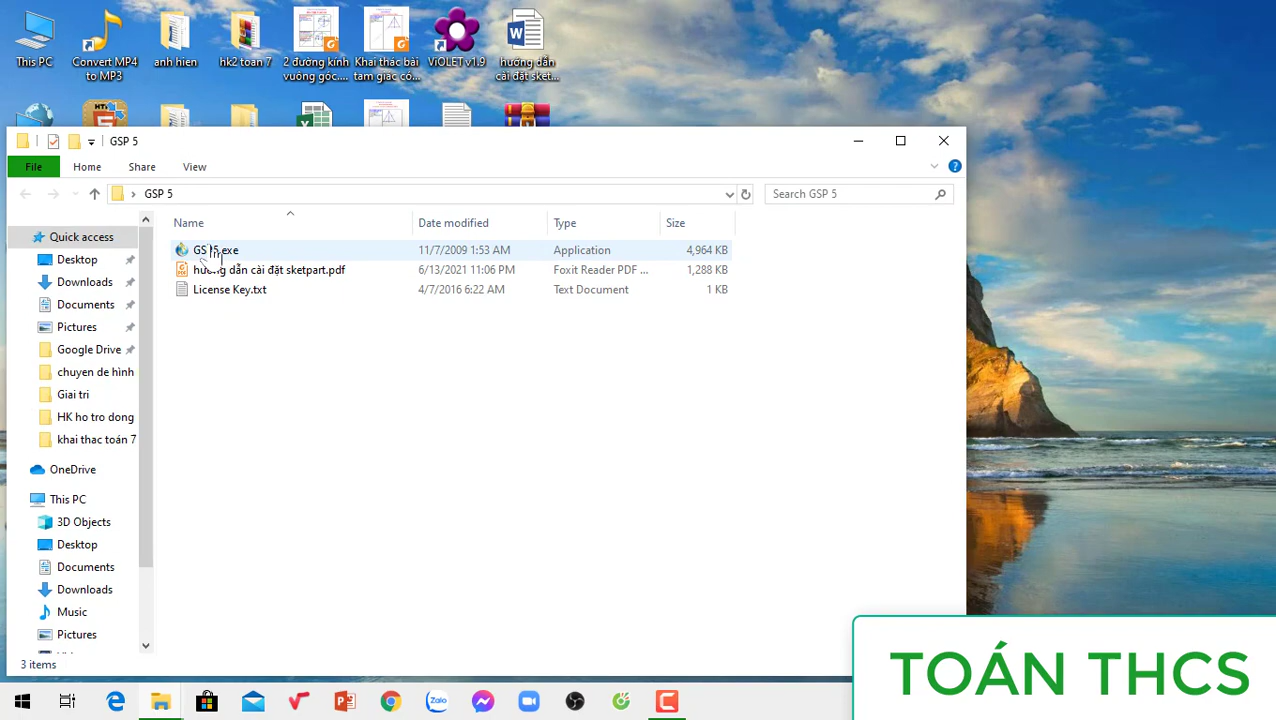 This PC
Convert MP4
to MP3
anh hien
hk2 toan 7
2 đường kính
vuông góc....
Khai thác bài
tam giac có...
ViOLET v1.9
hướng dẫn
cài đặt sket...
GSP 5
File
Home
Share
View
GSP 5
Search GSP 5
Name
Date modified
Type
Size
11/7/2009 1:53 AM
Application
4,964 KB
hướng dẫn cài đặt sketpart.pdf
6/13/2021 11:06 PM
Foxit Reader PDF ...
1,288 KB
License Key.txt
4/7/2016 6:22 AM
Text Document
1 KB
Quick access
Desktop
Downloads
Documents
Pictures
Google Drive
chuyen de hình
Giai tri
HK ho tro dong
khai thac toán 7
OneDrive
This PC
3D Objects
Desktop
Documents
Downloads
Music
Pictures
3 items
Zalo
TOÁN THCS